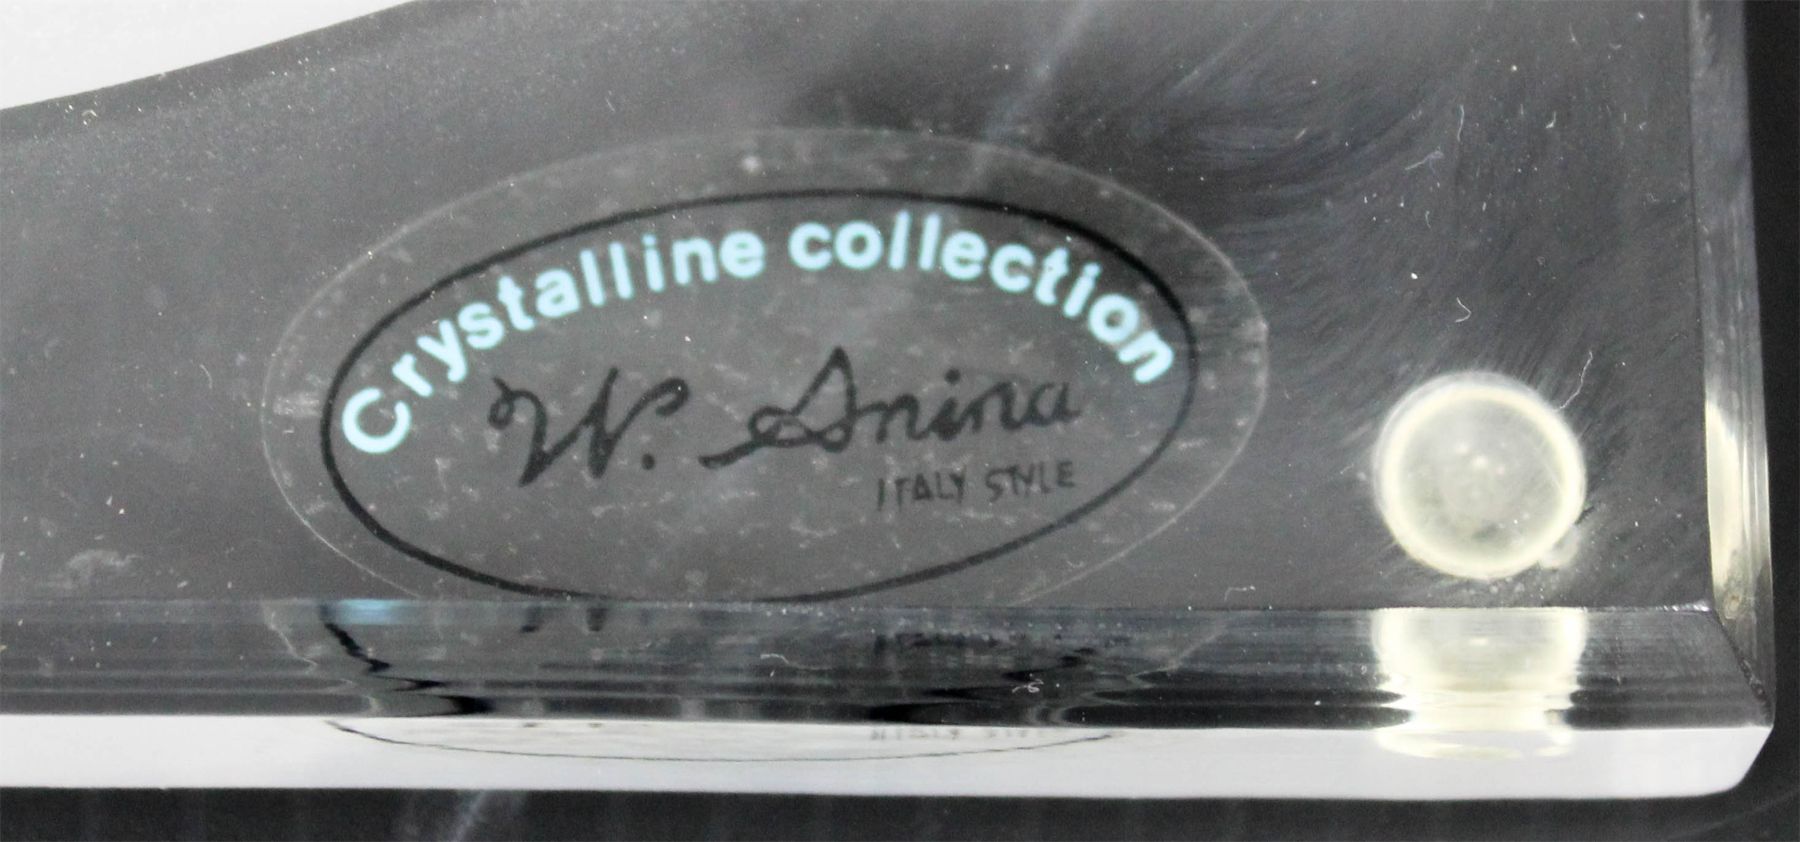 Crystalline collection
W. Anina
ITALY STYLE